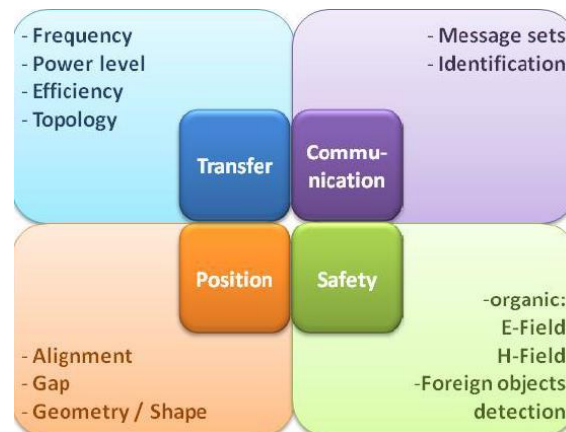 - Frequency
- Power level
- Efficiency
- Topology
- Message sets
- Identification
Transfer
Commu-
nication
Position
Safety
- Alignment
- Gap
- Geometry / Shape
-organic:
E-Field
H-Field
-Foreign objects
detection